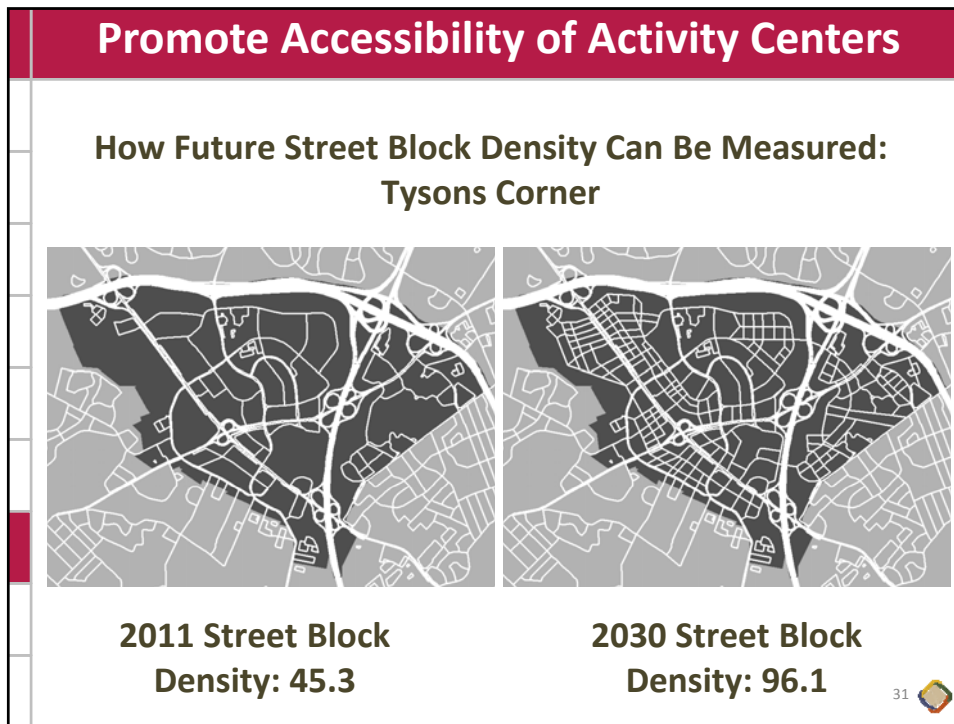 Promote Accessibility of Activity Centers
How Future Street Block Density Can Be Measured:
Tysons Corner
2011 Street Block
Density: 45.3
2030 Street Block
Density: 96.1
31